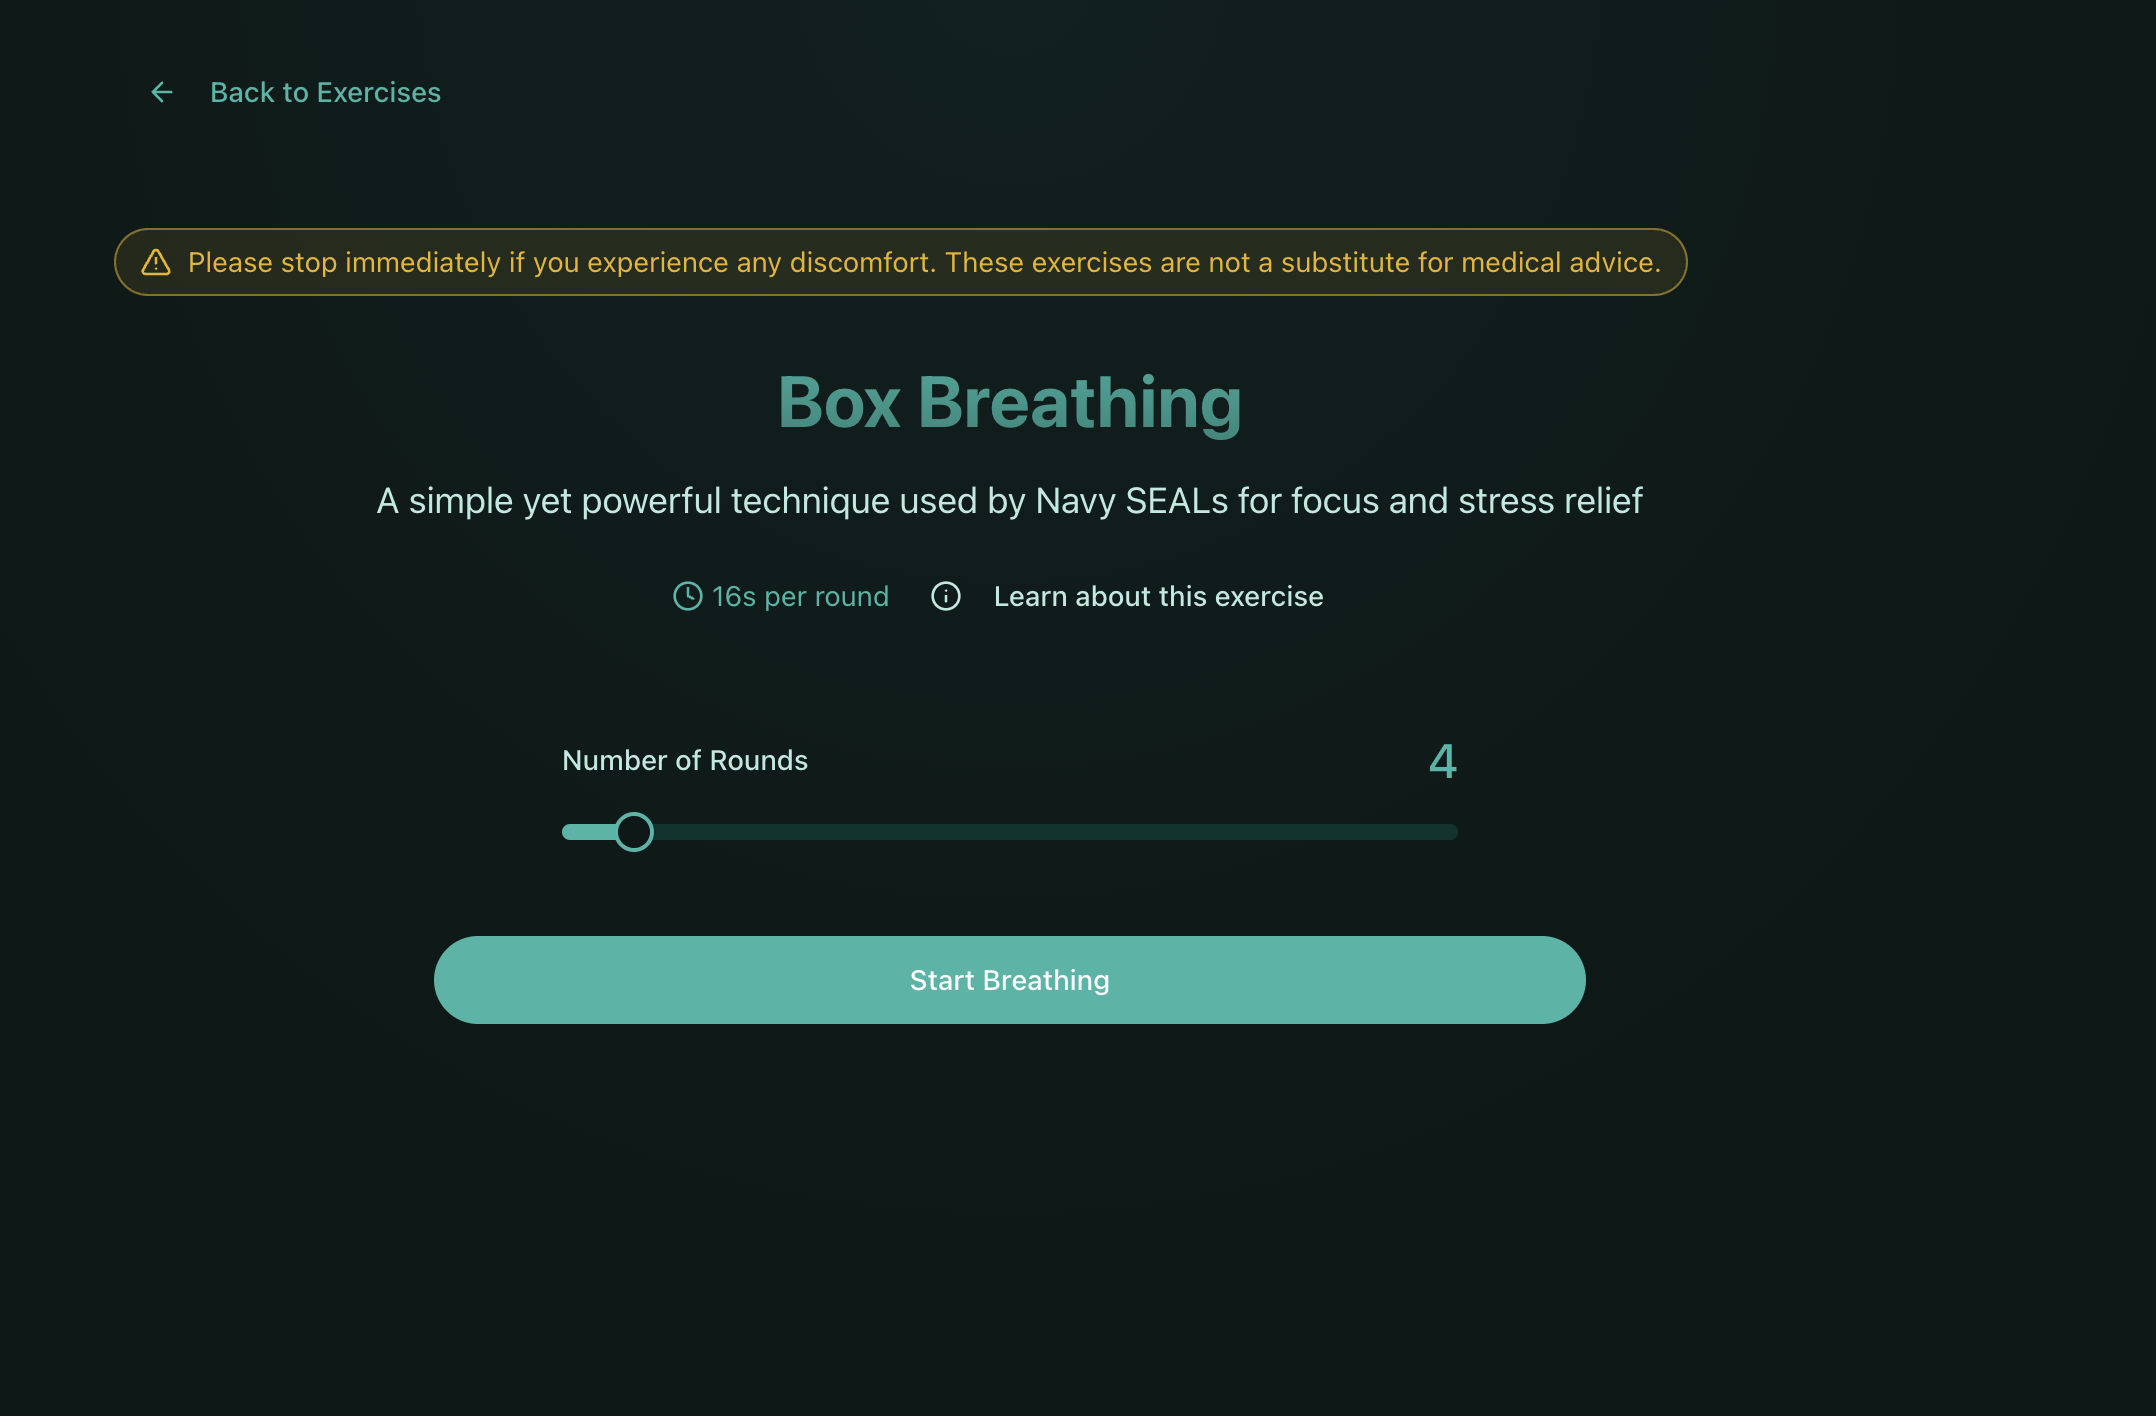 Back to Exercises
Please stop immediately if you experience any discomfort. These exercises are not a substitute for medical advice.
Box Breathing
A simple yet powerful technique used by Navy SEALs for focus and stress relief
16s per round Learn about this exercise
Number of Rounds 4
Start Breathing